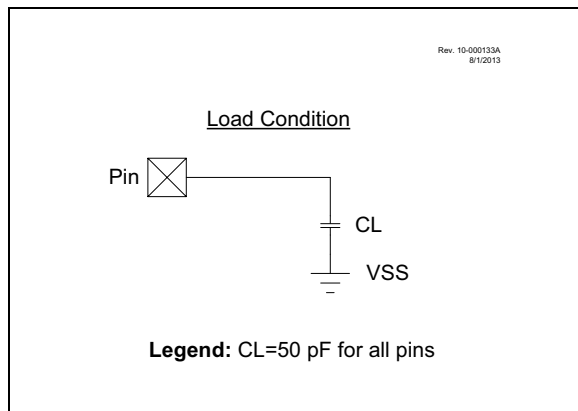 Rev. 10-000133A
8/1/2013
Load Condition
Pin
CL
VSS
Legend: CL=50 pF for all pins